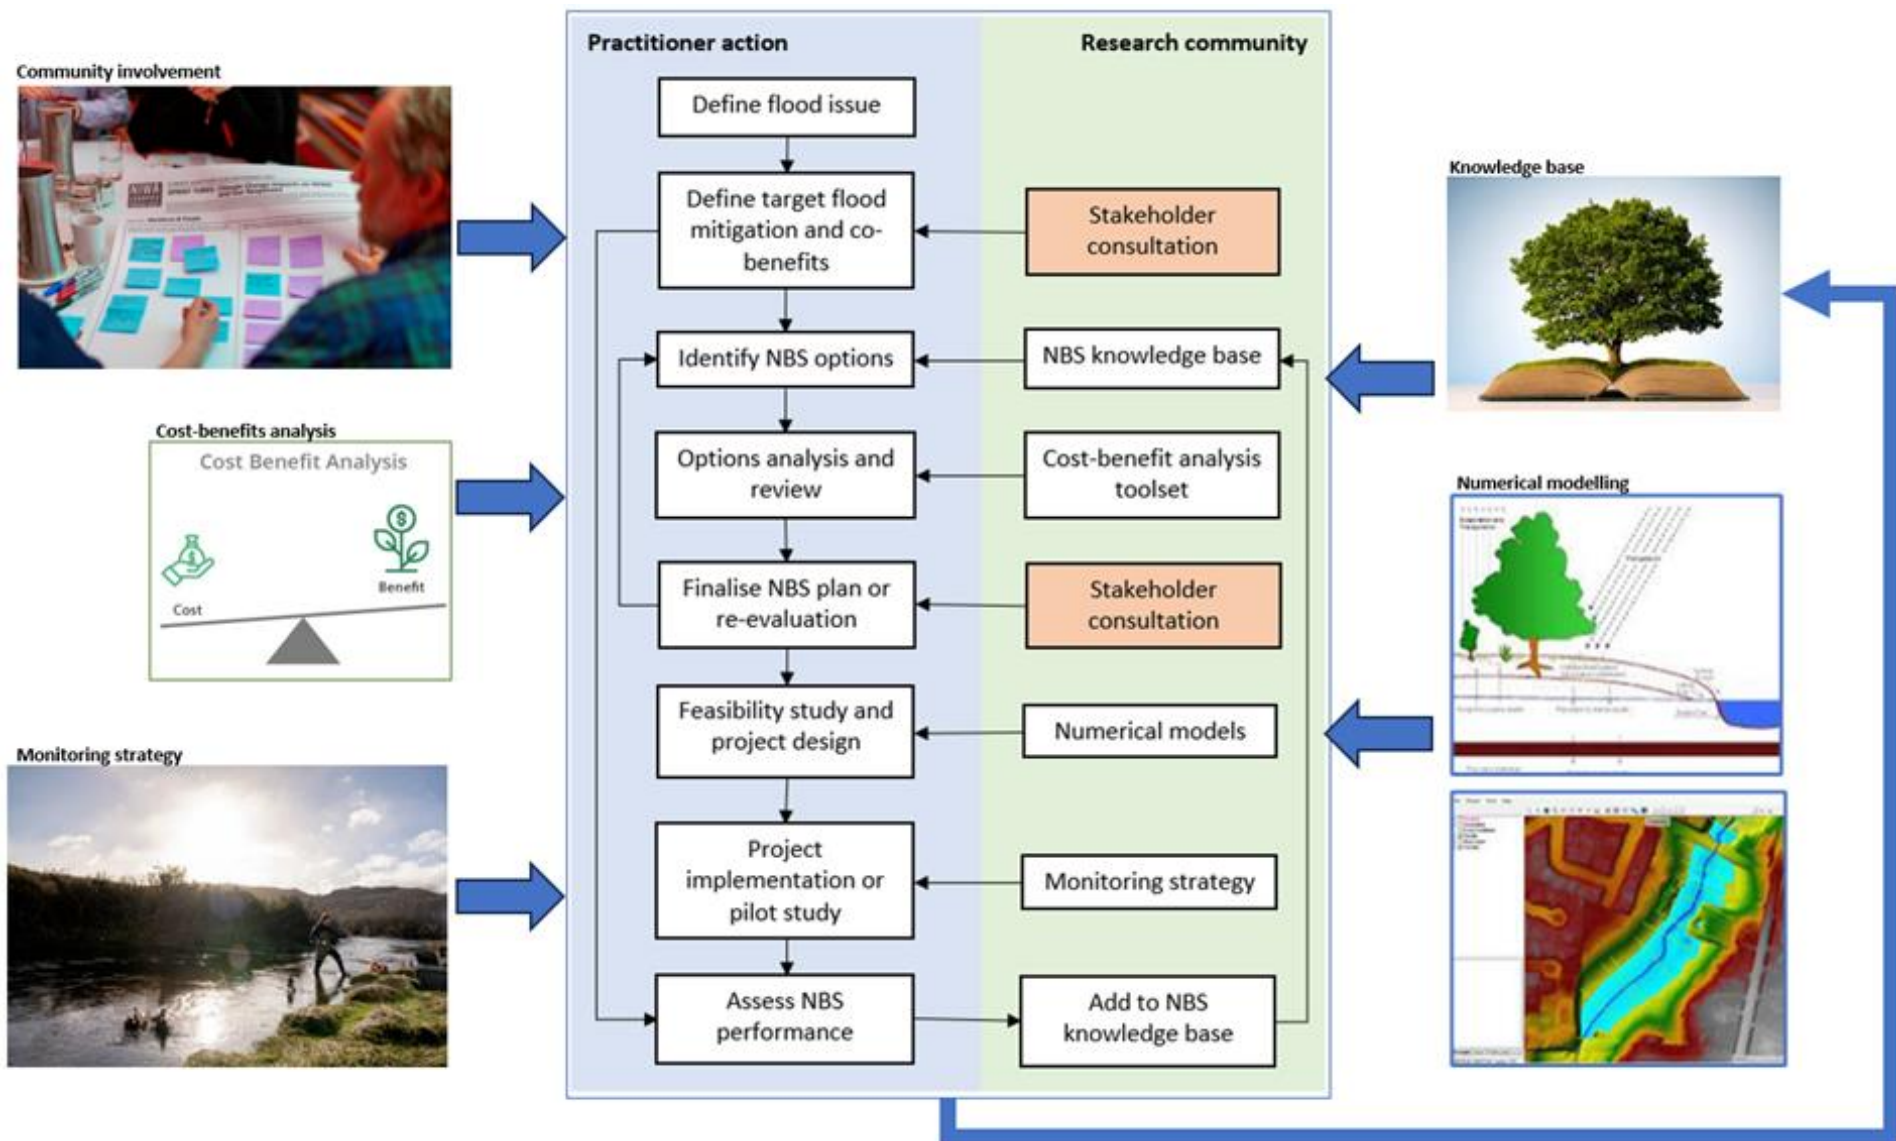 Practitioner action
Research community
Community involvement
Define flood issue
Define target flood
mitigation and co-
benefits
Stakeholder
consultation
Knowledge base
Identify NBS options
NBS knowledge base
Cost-benefits analysis
Cost Benefit Analysis
Cost
Benefit
Options analysis and
review
Cost-benefit analysis
toolset
Numerical modelling
Finalise NBS plan or
re-evaluation
Stakeholder
consultation
Feasibility study and
project design
Numerical models
Monitoring strategy
Project
implementation or
pilot study
Monitoring strategy
Assess NBS
performance
Add to NBS
knowledge base